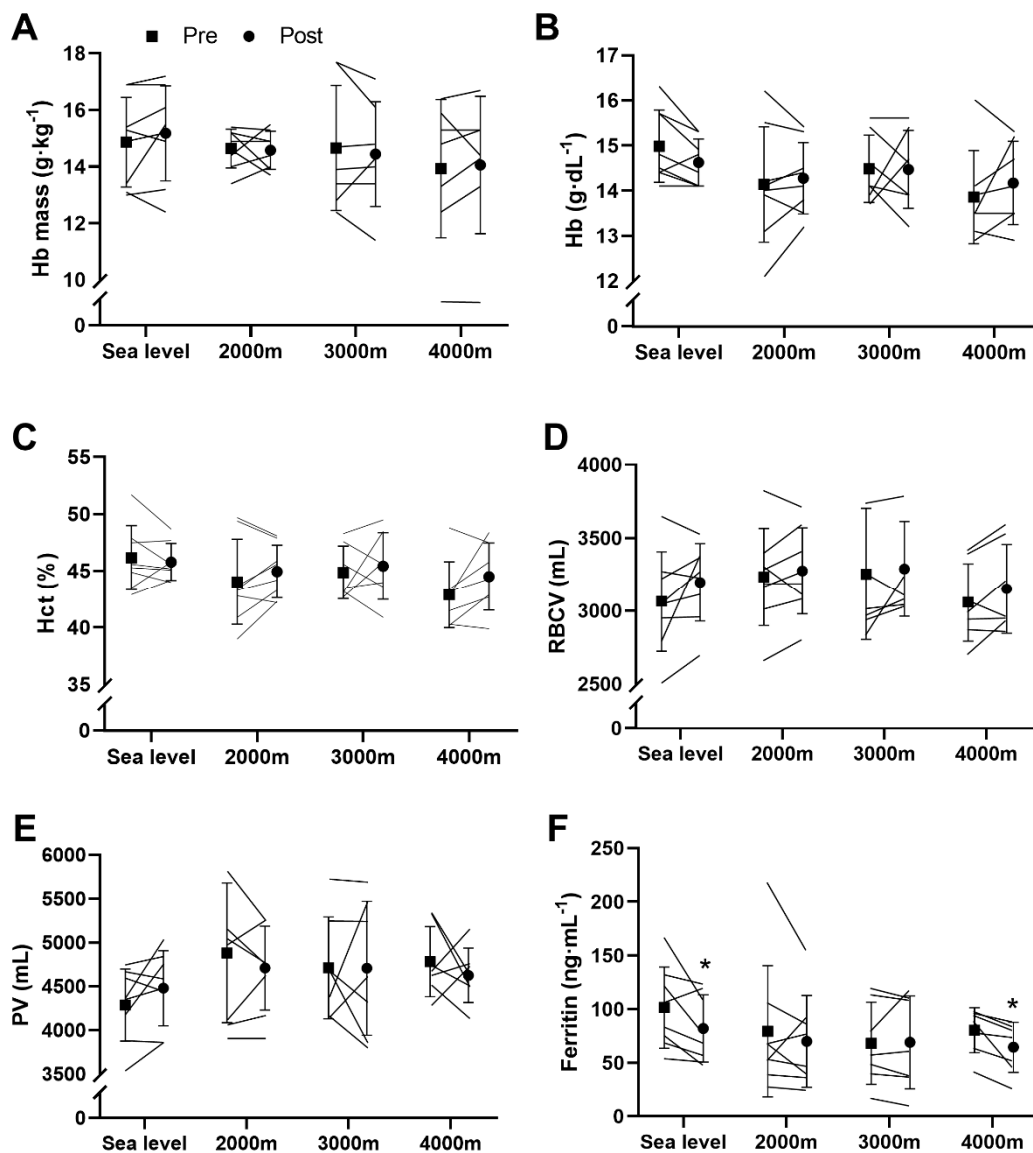 A
■ Pre ● Post
Hb mass (g·kg⁻¹)
18
16
14
12
10
0
Sea level 2000m 3000m 4000m
B
Hb (g·dL⁻¹)
17
16
15
14
13
12
0
Sea level 2000m 3000m 4000m
C
Hct (%)
55
50
45
40
35
0
Sea level 2000m 3000m 4000m
D
RBCV (mL)
4000
3500
3000
2500
0
Sea level 2000m 3000m 4000m
E
PV (mL)
6000
5500
5000
4500
4000
3500
0
Sea level 2000m 3000m 4000m
F
Ferritin (ng·mL⁻¹)
250
200
150
100
50
0
*
*
Sea level 2000m 3000m 4000m